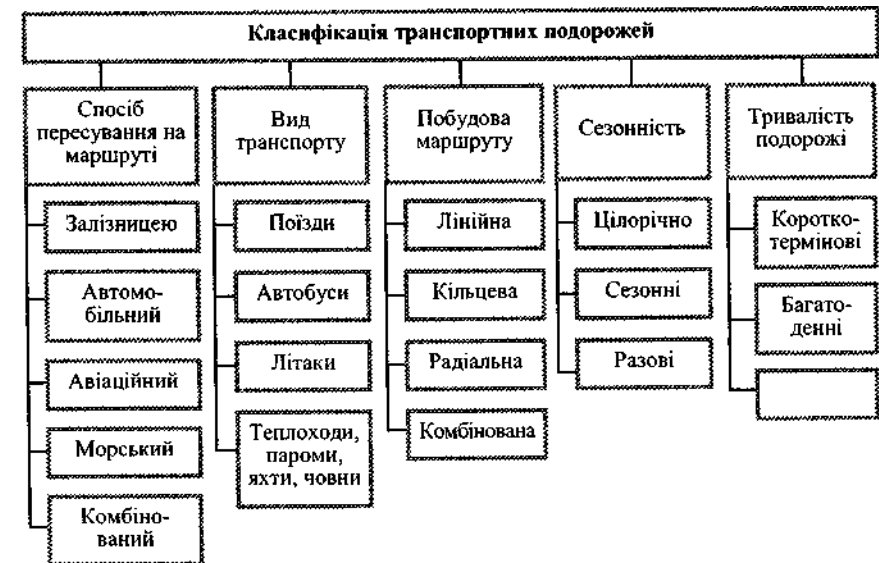 Класифікація транспортних подорожей
Спосіб
пересування на
маршруті
Залізницею
Автомо-
більний
Авіаційний
Морський
Комбіно-
ваний
Вид
транспорту
Поїзди
Автобуси
Літаки
Теплоходи,
пароми,
яхти, човни
Побудова
маршруту
Лінійна
Кільцева
Радіальна
Комбінована
Сезонність
Цілорічно
Сезонні
Разові
Тривалість
подорожі
Коротко-
термінові
Багато-
денні